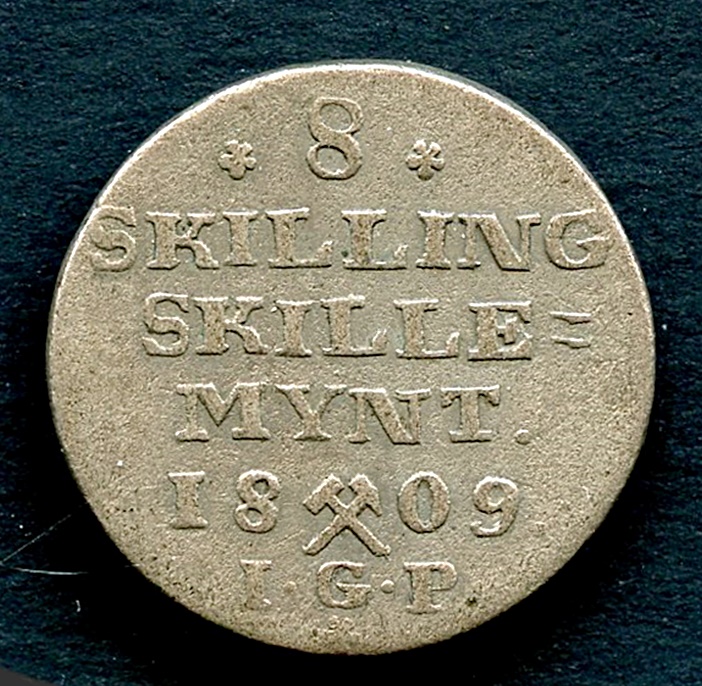 8
SKILLING
SKILLE=
MYNT.
1809
I·G·P